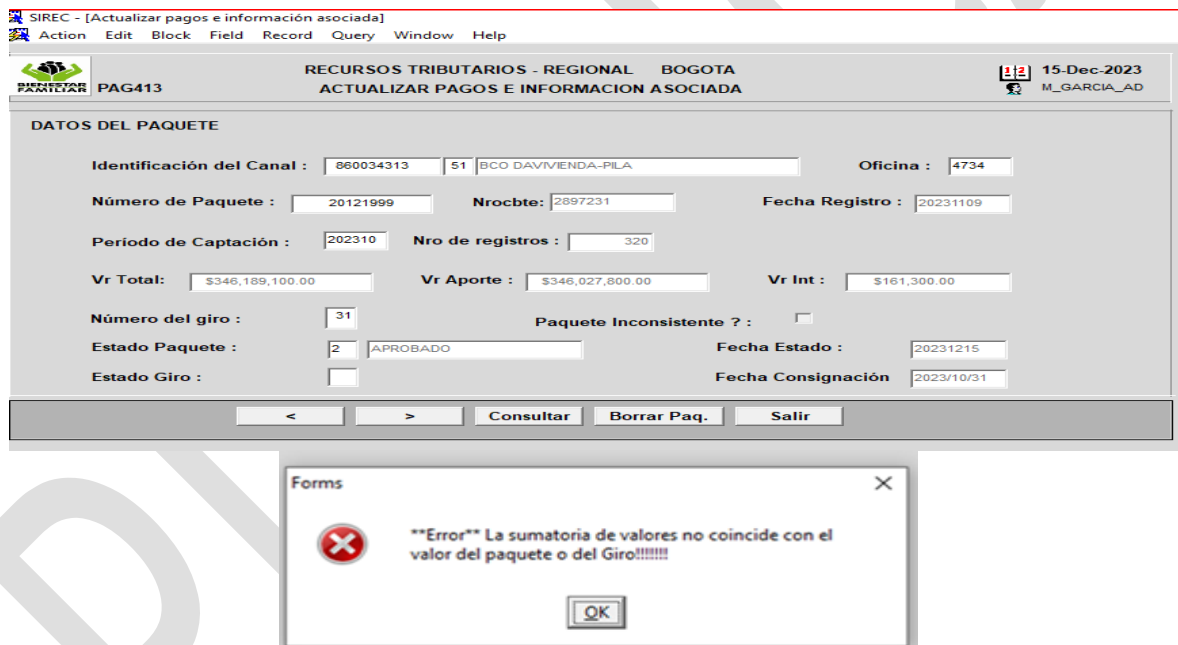 SIREC - [Actualizar pagos e información asociada]
Action Edit Block Field Record Query Window Help
BIENESTAR
FAMILIAR
RECURSOS TRIBUTARIOS - REGIONAL BOGOTA 15-Dec-2023
PAG413 ACTUALIZAR PAGOS E INFORMACION ASOCIADA M_GARCIA_AD
DATOS DEL PAQUETE
Identificación del Canal : 860034313 51 BCO DAVIVIENDA-PILA Oficina : 4734
Número de Paquete : 20121999 Nrocbte: 2897231 Fecha Registro : 20231109
Período de Captación : 202310 Nro de registros : 320
Vr Total: $346,189,100.00 Vr Aporte : $346,027,800.00 Vr Int : $161,300.00
Número del giro : 31 Paquete Inconsistente ? :
Estado Paquete : 2 APROBADO Fecha Estado : 20231215
Estado Giro : Fecha Consignación 2023/10/31
< > Consultar Borrar Paq. Salir
Forms
**Error** La sumatoria de valores no coincide con el
valor del paquete o del Giro!!!!!!!
OK